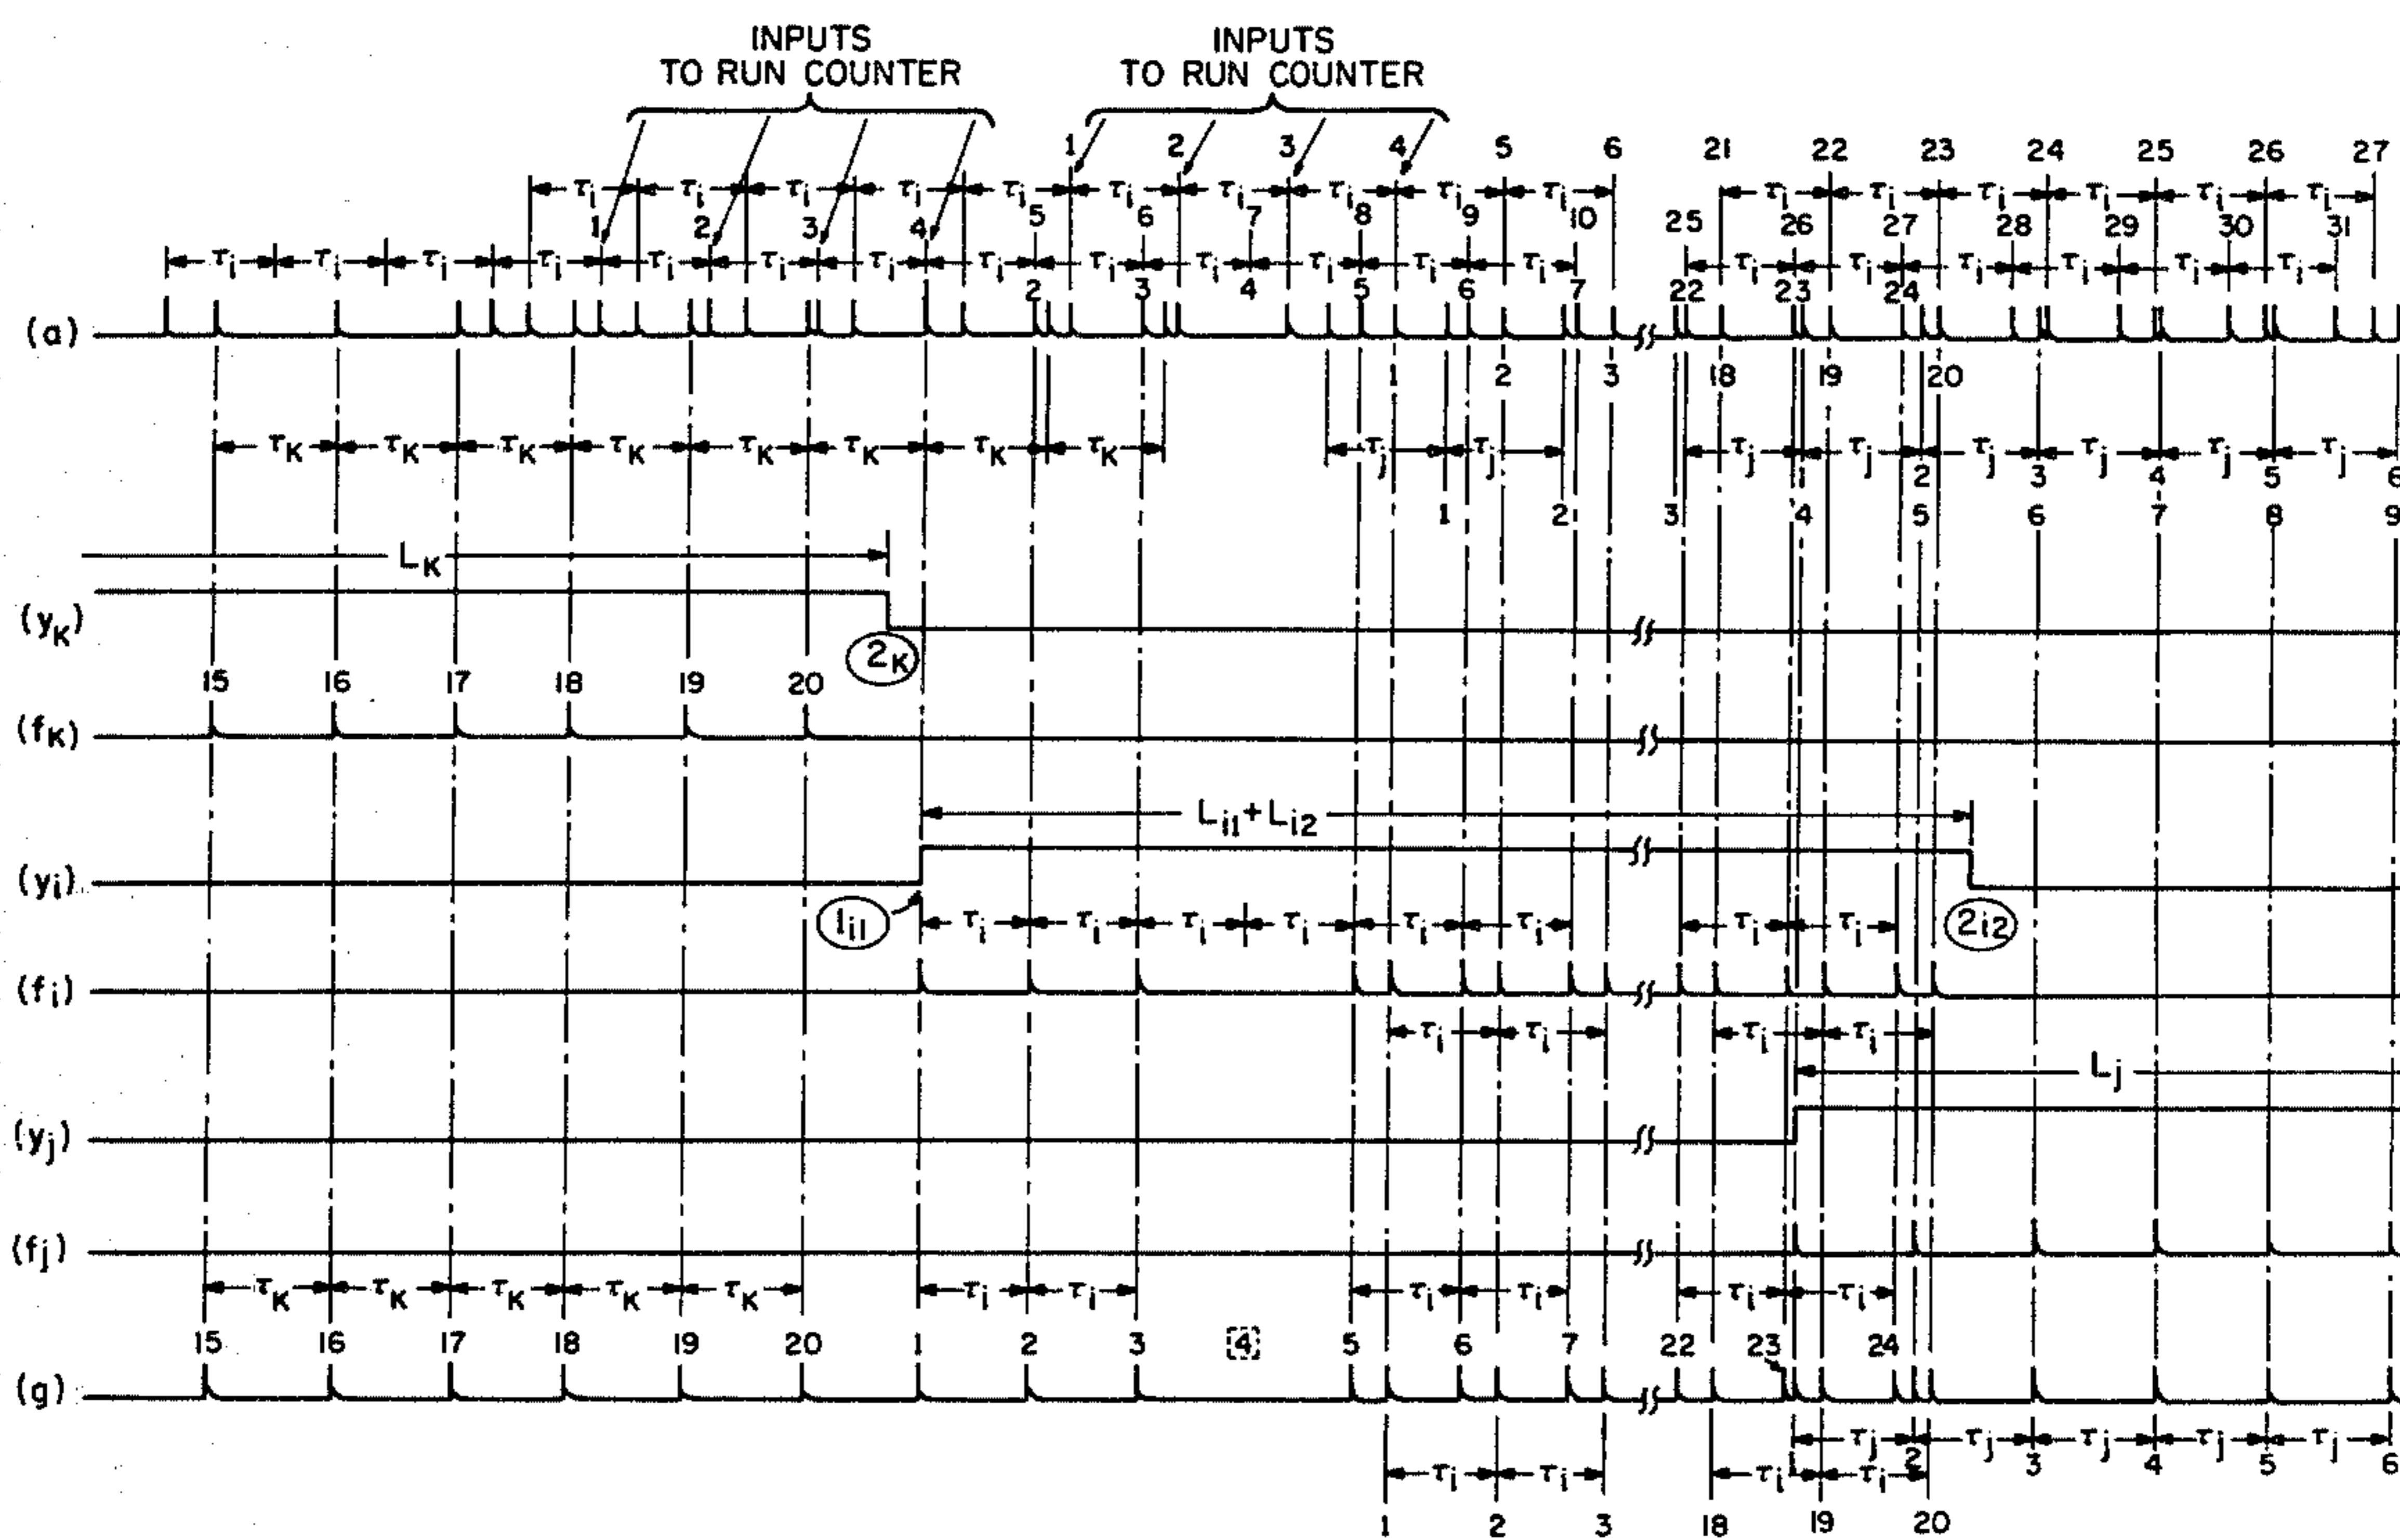 INPUTS INPUTS
TO RUN COUNTER TO RUN COUNTER
1 2 3 4 5 6 21 22 23 24 25 26 27
τi τi τi τi τi τi τi τi τi τi τi τi τi τi τi τi
1 2 3 4 5 6 7 8 9 10 25 26 27 28 29 30 31
τi τi τi τi τi τi τi τi τi τi τi τi τi τi τi τi τi τi τi
2 3 4 5 6 7 22 23 24
(a)
1 2 3 18 19 20
τK τK τK τK τK τK τK τK τj τj τj τj τj τj τj τj
2 3 4 5 6
1 2 3 4 5 6 7 8 9
LK
(yK)
2K
15 16 17 18 19 20
(fK)
Li1+Li2
(yi)
1i1 τi τi τi τi τi τi τi τi 2i2
(fi)
τi τi τi τi
Lj
(yj)
(fj)
τK τK τK τK τK τi τi τi τi τi τi
15 16 17 18 19 20 1 2 3 4 5 6 7 22 23 24
(g)
τj τj τj τj τj
2 3 4 5 6
τi τi τi τi
1 2 3 18 19 20